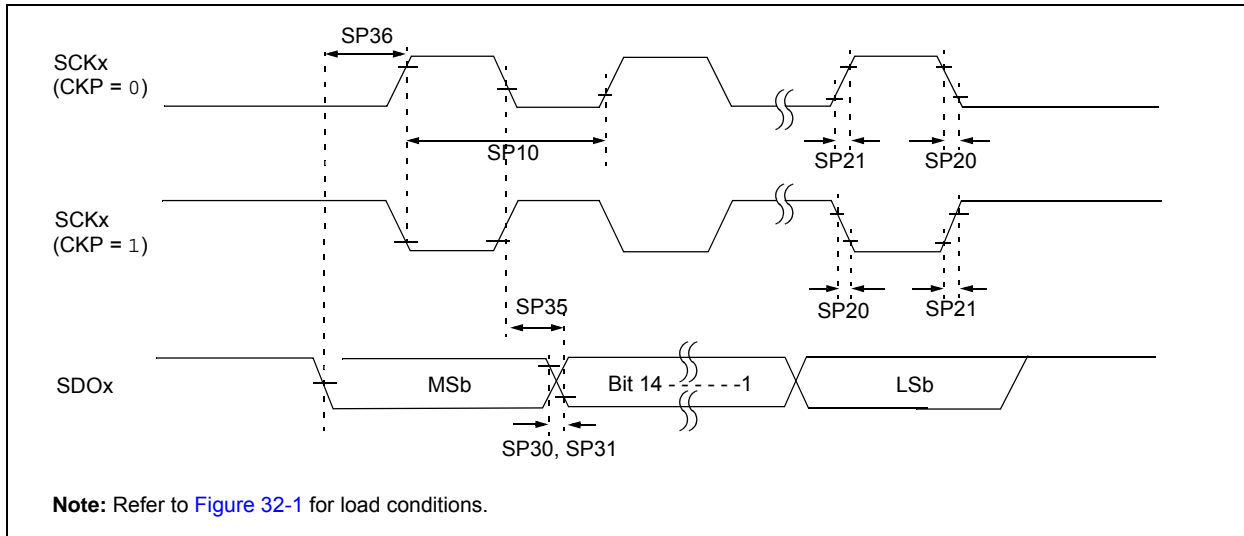 SP36
SCKx
(CKP = 0)
SP10
SP21
SP20
SCKx
(CKP = 1)
SP35
SP20
SP21
SDOx
MSb
Bit 14 - - - - - -1
LSb
SP30, SP31
Note: Refer to Figure 32-1 for load conditions.